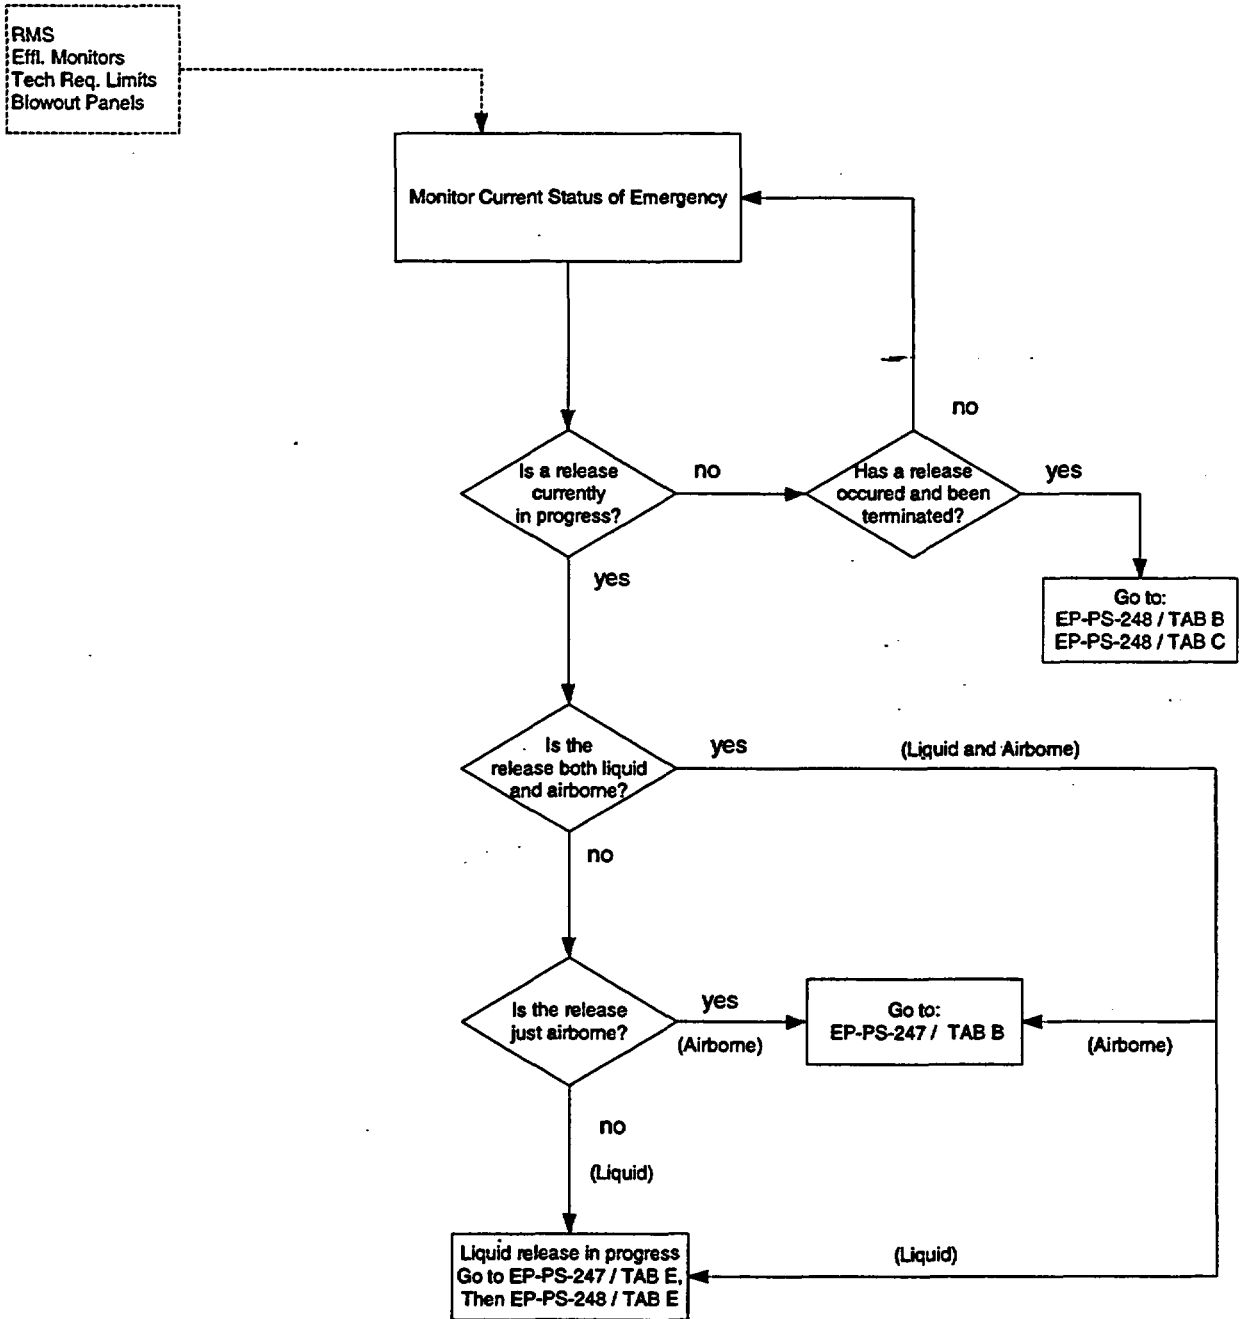 RMS
Effl. Monitors
Tech Req. Limits
Blowout Panels
Monitor Current Status of Emergency
no
Is a release
currently
in progress?
no
Has a release
occured and been
terminated?
yes
yes
Go to:
EP-PS-248 / TAB B
EP-PS-248 / TAB C
Is the
release both liquid
and airborne?
yes
(Liquid and Airborne)
no
Is the release
just airborne?
yes
(Airborne)
Go to:
EP-PS-247 / TAB B
(Airborne)
no
(Liquid)
Liquid release in progress
Go to EP-PS-247 / TAB E,
Then EP-PS-248 / TAB E
(Liquid)